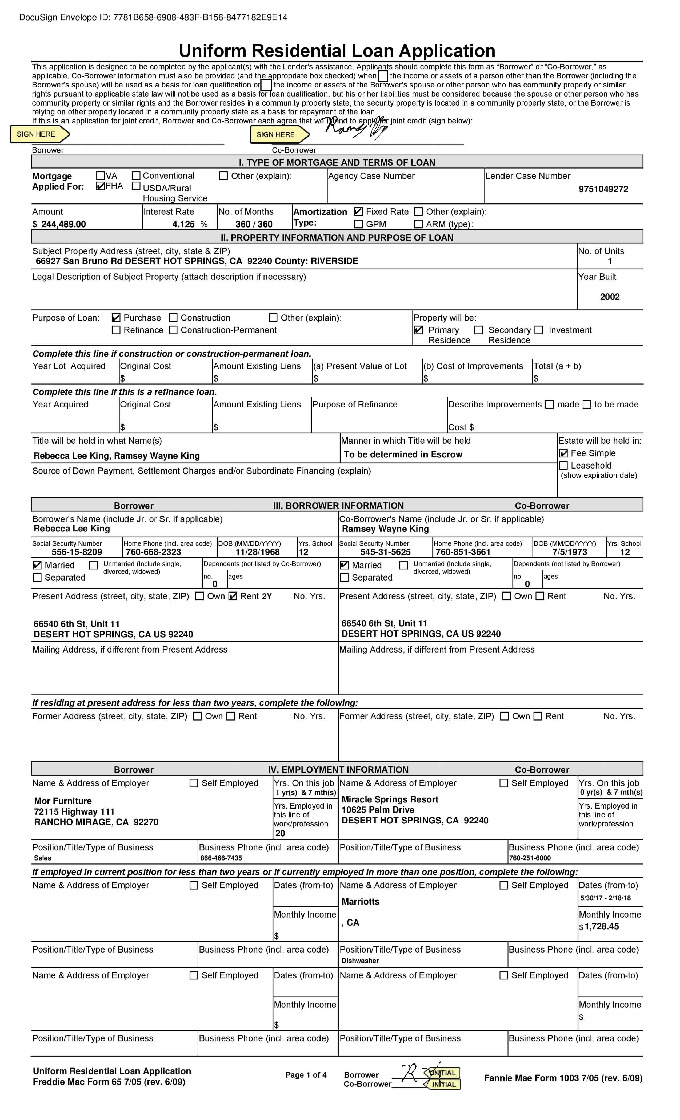 DocuSign Envelope ID: 7781B658-6908-483F-B156-8477182E9E14
Uniform Residential Loan Application
This application is designed to be completed by the applicant(s) with the Lender's assistance. Applicants should complete this form as "Borrower" or "Co-Borrower," as
applicable. Co-Borrower information must also be provided (and the appropriate box checked) when the income or assets of a person other than the Borrower (including the
Borrower's spouse) will be used as a basis for loan qualification or the income or assets of the Borrower's spouse or other person who has community property or similar
rights pursuant to applicable state law will not be used as a basis for loan qualification, but his or her liabilities must be considered because the spouse or other person who has
community property or similar rights and the Borrower resides in a community property state, the security property is located in a community property state, or the Borrower is
relying on other property located in a community property state as a basis for repayment of the loan.
If this is an application for joint credit, Borrower and Co-Borrower each agree that we intend to apply for joint credit (sign below):
SIGN HERE SIGN HERE
Borrower Co-Borrower
I. TYPE OF MORTGAGE AND TERMS OF LOAN
Mortgage VA Conventional Other (explain): Agency Case Number Lender Case Number
Applied For: FHA USDA/Rural 9751049272
Housing Service
Amount Interest Rate No. of Months Amortization Fixed Rate Other (explain):
$ 244,489.00 4.125 % 360 / 360 Type: GPM ARM (type):
II. PROPERTY INFORMATION AND PURPOSE OF LOAN
Subject Property Address (street, city, state & ZIP) No. of Units
66927 San Bruno Rd DESERT HOT SPRINGS, CA 92240 County: RIVERSIDE 1
Legal Description of Subject Property (attach description if necessary) Year Built
2002
Purpose of Loan: Purchase Construction Other (explain): Property will be:
Refinance Construction-Permanent Primary Secondary Investment
Residence Residence
Complete this line if construction or construction-permanent loan.
Year Lot Acquired Original Cost Amount Existing Liens (a) Present Value of Lot (b) Cost of Improvements Total (a + b)
$ $ $ $ $
Complete this line if this is a refinance loan.
Year Acquired Original Cost Amount Existing Liens Purpose of Refinance Describe Improvements made to be made
$ $ Cost $
Title will be held in what Name(s) Manner in which Title will be held Estate will be held in:
Rebecca Lee King, Ramsey Wayne King To be determined in Escrow Fee Simple
Source of Down Payment, Settlement Charges and/or Subordinate Financing (explain) Leasehold
(show expiration date)
Borrower III. BORROWER INFORMATION Co-Borrower
Borrower's Name (include Jr. or Sr. if applicable) Co-Borrower's Name (include Jr. or Sr. if applicable)
Rebecca Lee King Ramsey Wayne King
Social Security Number Home Phone (incl. area code) DOB (MM/DD/YYYY) Yrs. School Social Security Number Home Phone (incl. area code) DOB (MM/DD/YYYY) Yrs. School
556-15-8209 760-668-2323 11/28/1968 12 545-31-5625 760-851-3661 7/5/1973 12
Married Unmarried (include single, Dependents (not listed by Co-Borrower) Married Unmarried (include single, Dependents (not listed by Borrower)
Separated divorced, widowed) no. ages Separated divorced, widowed) no. ages
0 0
Present Address (street, city, state, ZIP) Own Rent 2Y No. Yrs. Present Address (street, city, state, ZIP) Own Rent No. Yrs.
66540 6th St, Unit 11 66540 6th St, Unit 11
DESERT HOT SPRINGS, CA US 92240 DESERT HOT SPRINGS, CA US 92240
Mailing Address, if different from Present Address Mailing Address, if different from Present Address
If residing at present address for less than two years, complete the following:
Former Address (street, city, state, ZIP) Own Rent No. Yrs. Former Address (street, city, state, ZIP) Own Rent No. Yrs.
Borrower IV. EMPLOYMENT INFORMATION Co-Borrower
Name & Address of Employer Self Employed Yrs. On this job Name & Address of Employer Self Employed Yrs. On this job
1 yr(s) & 7 mth(s) 0 yr(s) & 7 mth(s)
Mor Furniture Yrs. Employed in Miracle Springs Resort Yrs. Employed in
72115 Highway 111 this line of 10625 Palm Drive this line of
RANCHO MIRAGE, CA 92270 work/profession DESERT HOT SPRINGS, CA 92240 work/profession
20
Position/Title/Type of Business Business Phone (incl. area code) Position/Title/Type of Business Business Phone (incl. area code)
Sales 866-466-7435 760-251-6000
If employed in current position for less than two years or if currently employed in more than one position, complete the following:
Name & Address of Employer Self Employed Dates (from-to) Name & Address of Employer Self Employed Dates (from-to)
Marriotts 5/30/17 - 2/18/18
Monthly Income , CA Monthly Income
$ $ 1,728.45
Position/Title/Type of Business Business Phone (incl. area code) Position/Title/Type of Business Business Phone (incl. area code)
Dishwasher
Name & Address of Employer Self Employed Dates (from-to) Name & Address of Employer Self Employed Dates (from-to)
Monthly Income Monthly Income
$ $
Position/Title/Type of Business Business Phone (incl. area code) Position/Title/Type of Business Business Phone (incl. area code)
Uniform Residential Loan Application Page 1 of 4 Borrower INITIAL Fannie Mae Form 1003 7/05 (rev. 6/09)
Freddie Mac Form 65 7/05 (rev. 6/09) Co-Borrower INITIAL